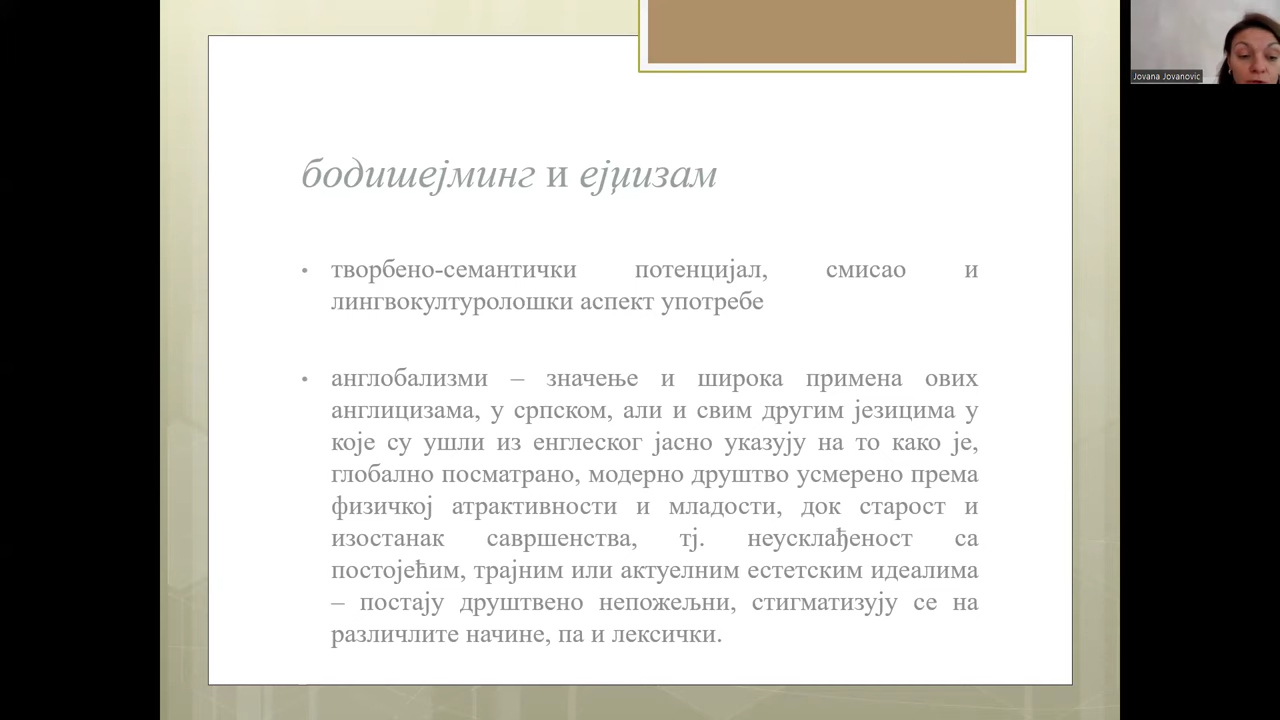 бодишејминг и ејџизам
• творбено-семантички потенцијал, смисао и
лингвокултуролошки аспект употребе
• англобализми – значење и широка примена ових
англицизама, у српском, али и свим другим језицима у
које су ушли из енглеског јасно указују на то како је,
глобално посматрано, модерно друштво усмерено према
физичкој атрактивности и младости, док старост и
изостанак савршенства, тј. неусклађеност са
постојећим, трајним или актуелним естетским идеалима
– постају друштвено непожељни, стигматизују се на
различлите начине, па и лексички.
Jovana Jovanovic